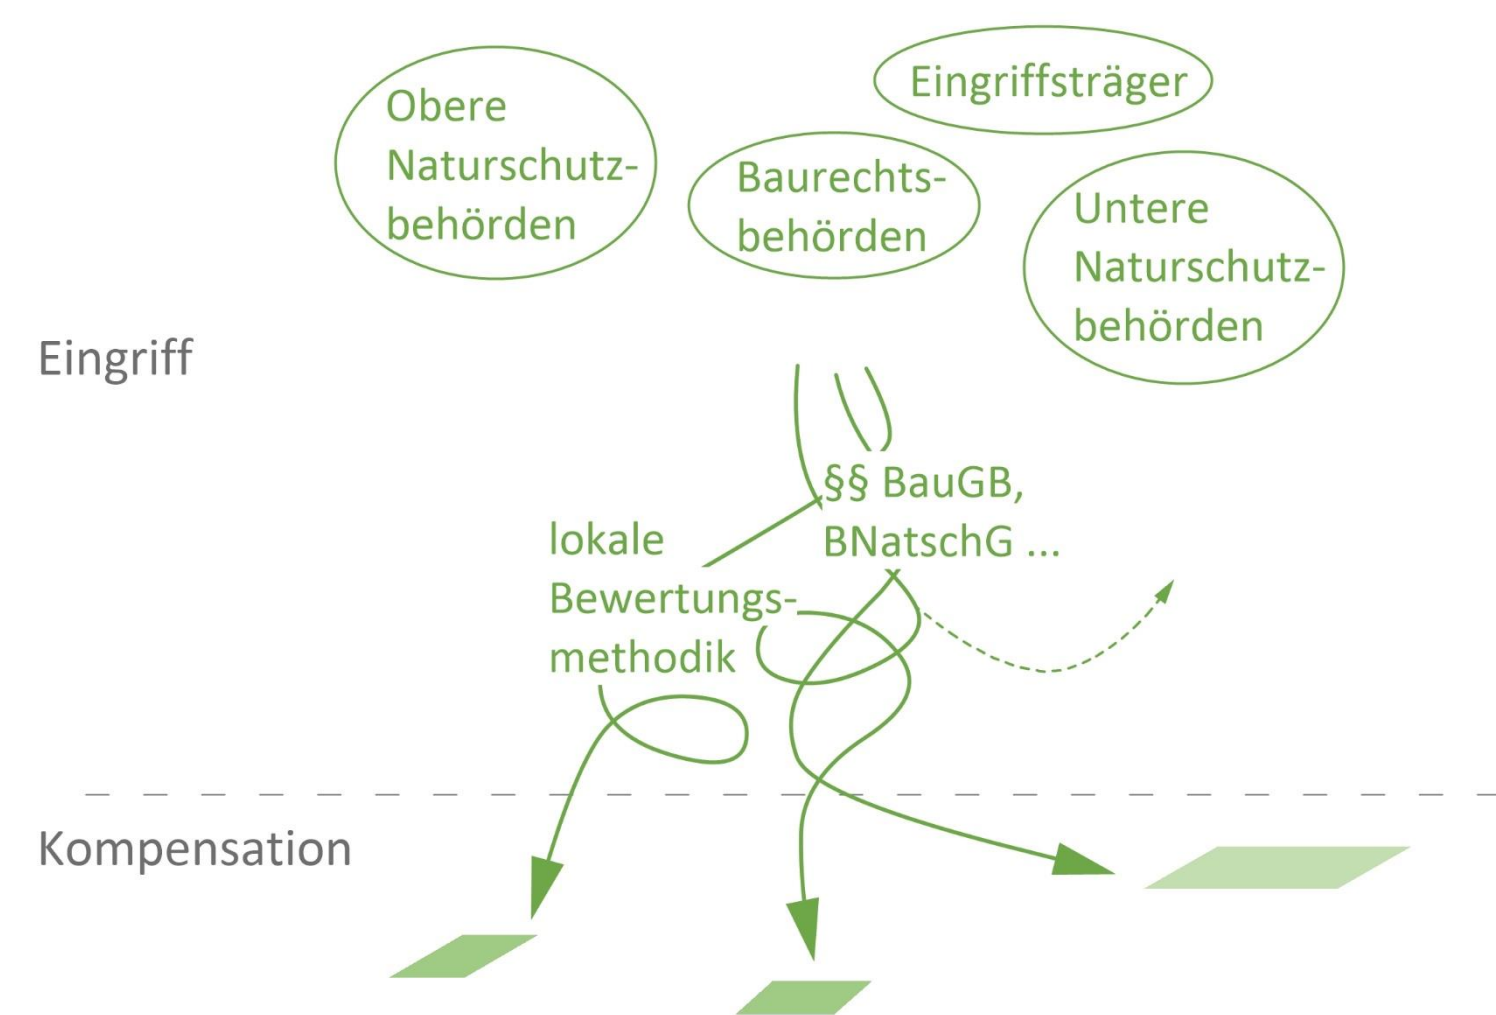 Obere
Naturschutz-
behörden
Eingriffsträger
Baurechts-
behörden
Untere
Naturschutz-
behörden
Eingriff
§§ BauGB,
BNatschG ...
lokale
Bewertungs-
methodik
Kompensation